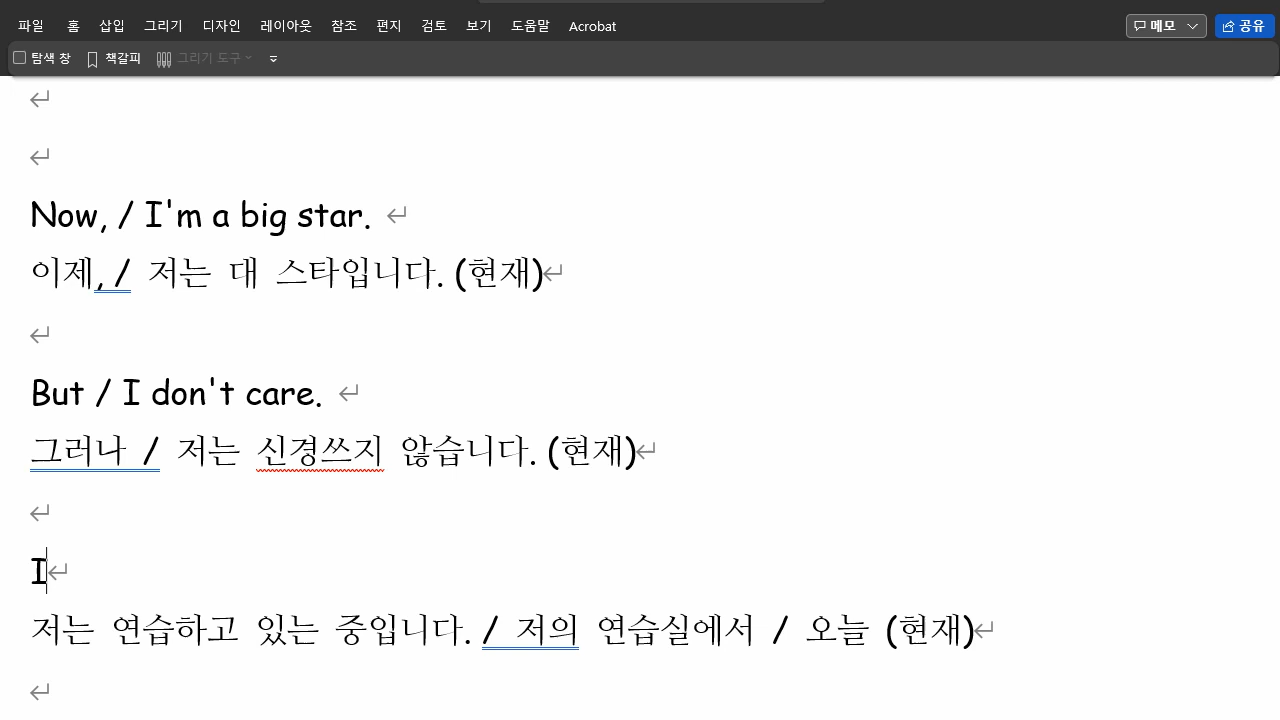 파일 홈 삽입 그리기 디자인 레이아웃 참조 편지 검토 보기 도움말 Acrobat 메모 공유
탐색 창 책갈피 그리기 도구
Now, / I'm a big star.
이제, / 저는 대 스타입니다. (현재)
But / I don't care.
그러나 / 저는 신경쓰지 않습니다. (현재)
I
저는 연습하고 있는 중입니다. / 저의 연습실에서 / 오늘 (현재)